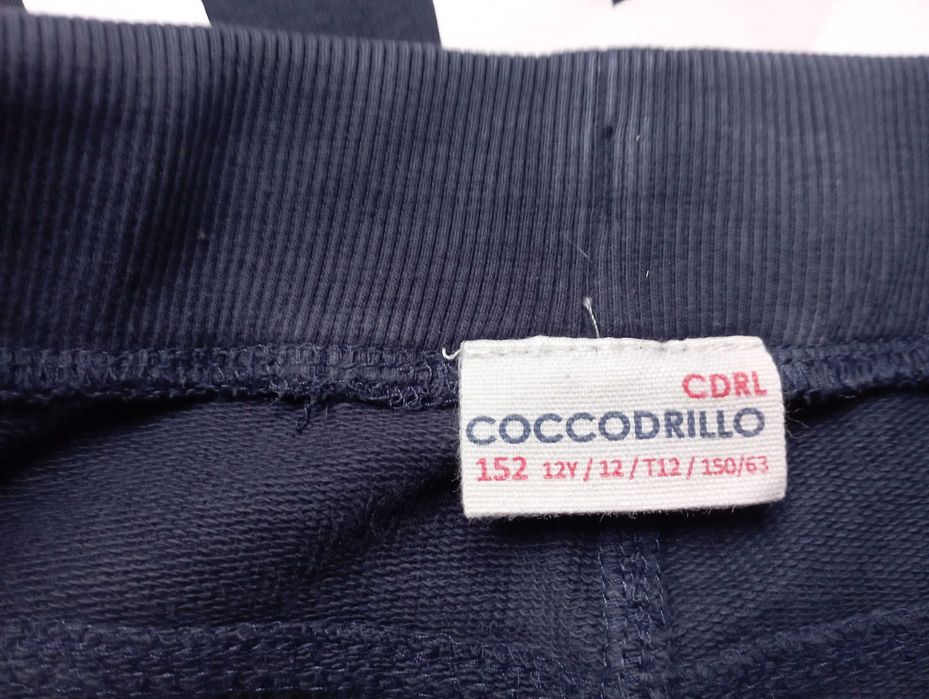 CDRL
COCCODRILLO
152 12Y / 12 / T12 / 150/63